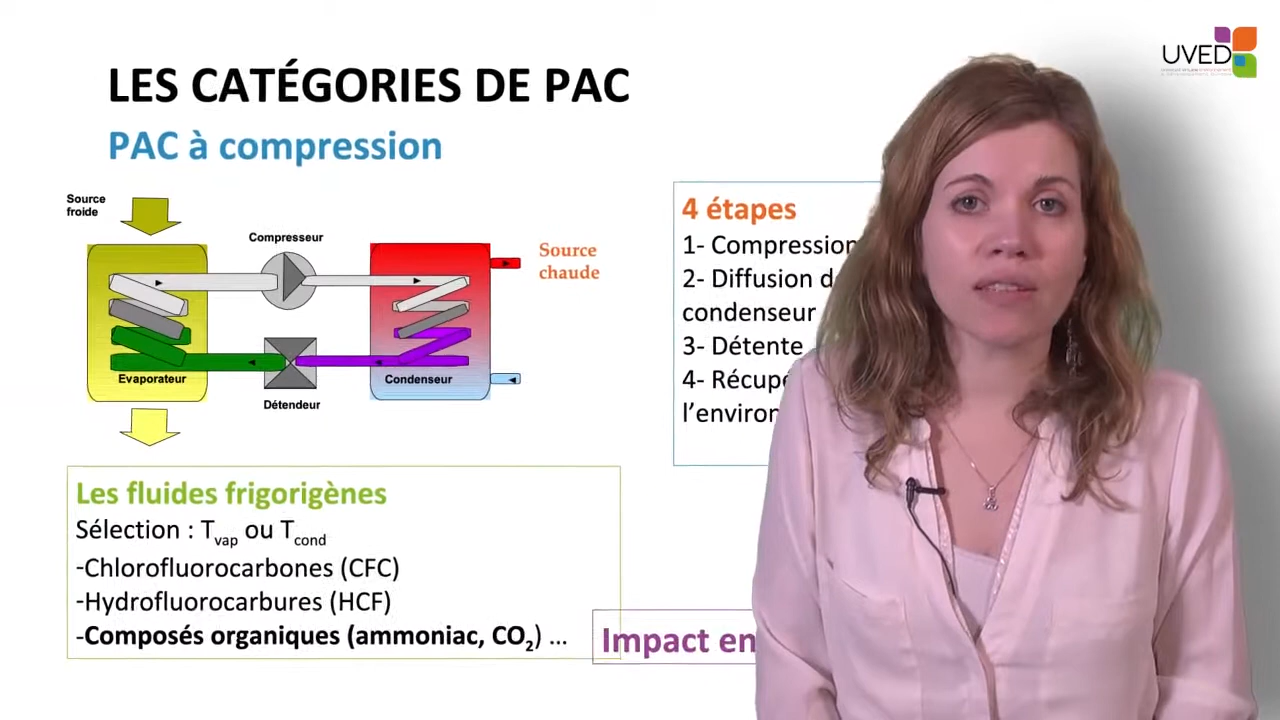 UVED
LES CATÉGORIES DE PAC
PAC à compression
Source
froide
Compresseur
Source
chaude
Evaporateur
Condenseur
Détendeur
4 étapes
1- Compression
2- Diffusion d
condenseur
3- Détente
4- Récupé
l’environ
Les fluides frigorigènes
Sélection : Tvap ou Tcond
-Chlorofluorocarbones (CFC)
-Hydrofluorocarbures (HCF)
-Composés organiques (ammoniac, CO2) ...
Impact en